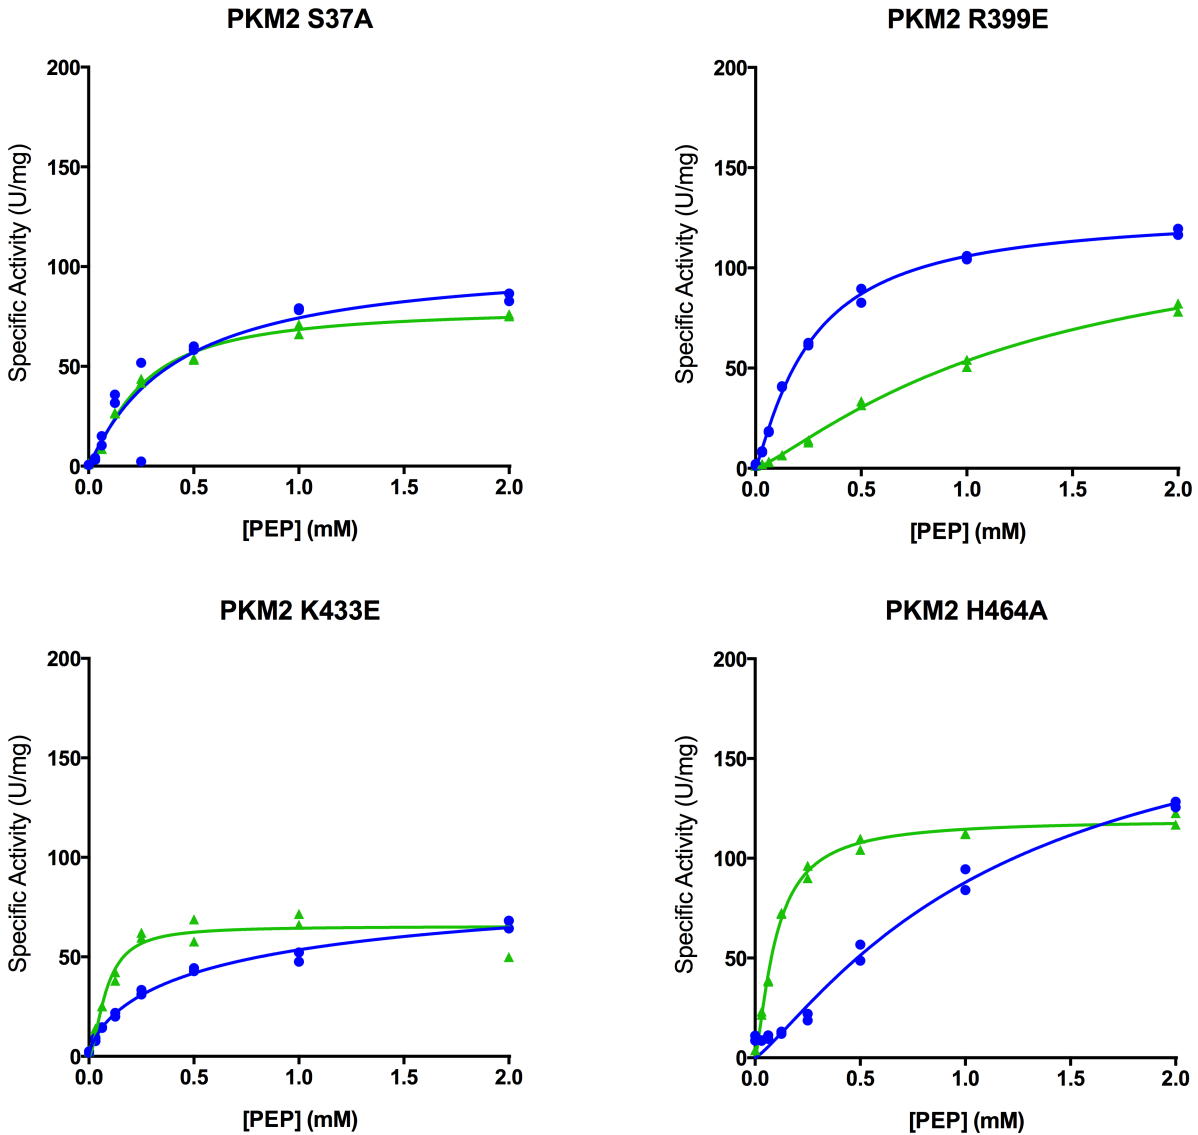 PKM2 S37A
200
150
100
50
0
0.0 0.5 1.0 1.5 2.0
Specific Activity (U/mg)
[PEP] (mM)
PKM2 R399E
200
150
100
50
0
0.0 0.5 1.0 1.5 2.0
Specific Activity (U/mg)
[PEP] (mM)
PKM2 K433E
200
150
100
50
0
0.0 0.5 1.0 1.5 2.0
Specific Activity (U/mg)
[PEP] (mM)
PKM2 H464A
200
150
100
50
0
0.0 0.5 1.0 1.5 2.0
Specific Activity (U/mg)
[PEP] (mM)